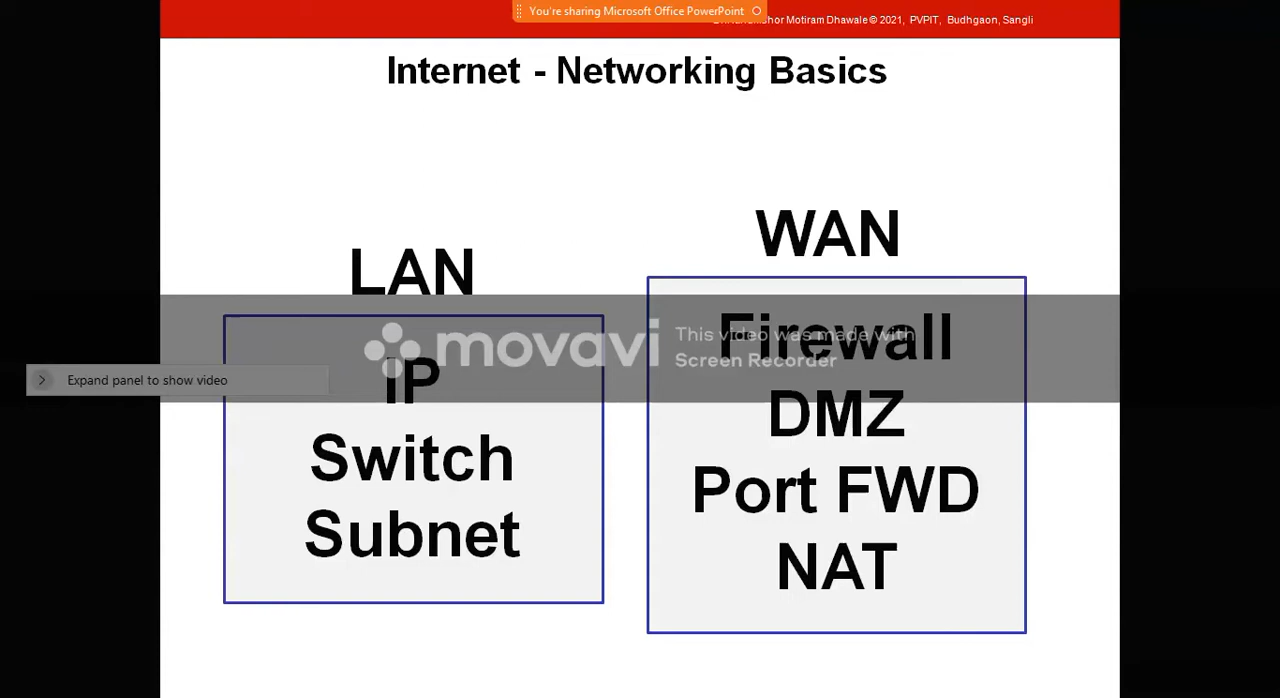 You're sharing Microsoft Office PowerPoint
Motiram Dhawale © 2021, PVPIT, Budhgaon, Sangli
Internet - Networking Basics
LAN
IP
Switch
Subnet
WAN
Firewall
DMZ
Port FWD
NAT
movavi
This video was made with
Screen Recorder
Expand panel to show video